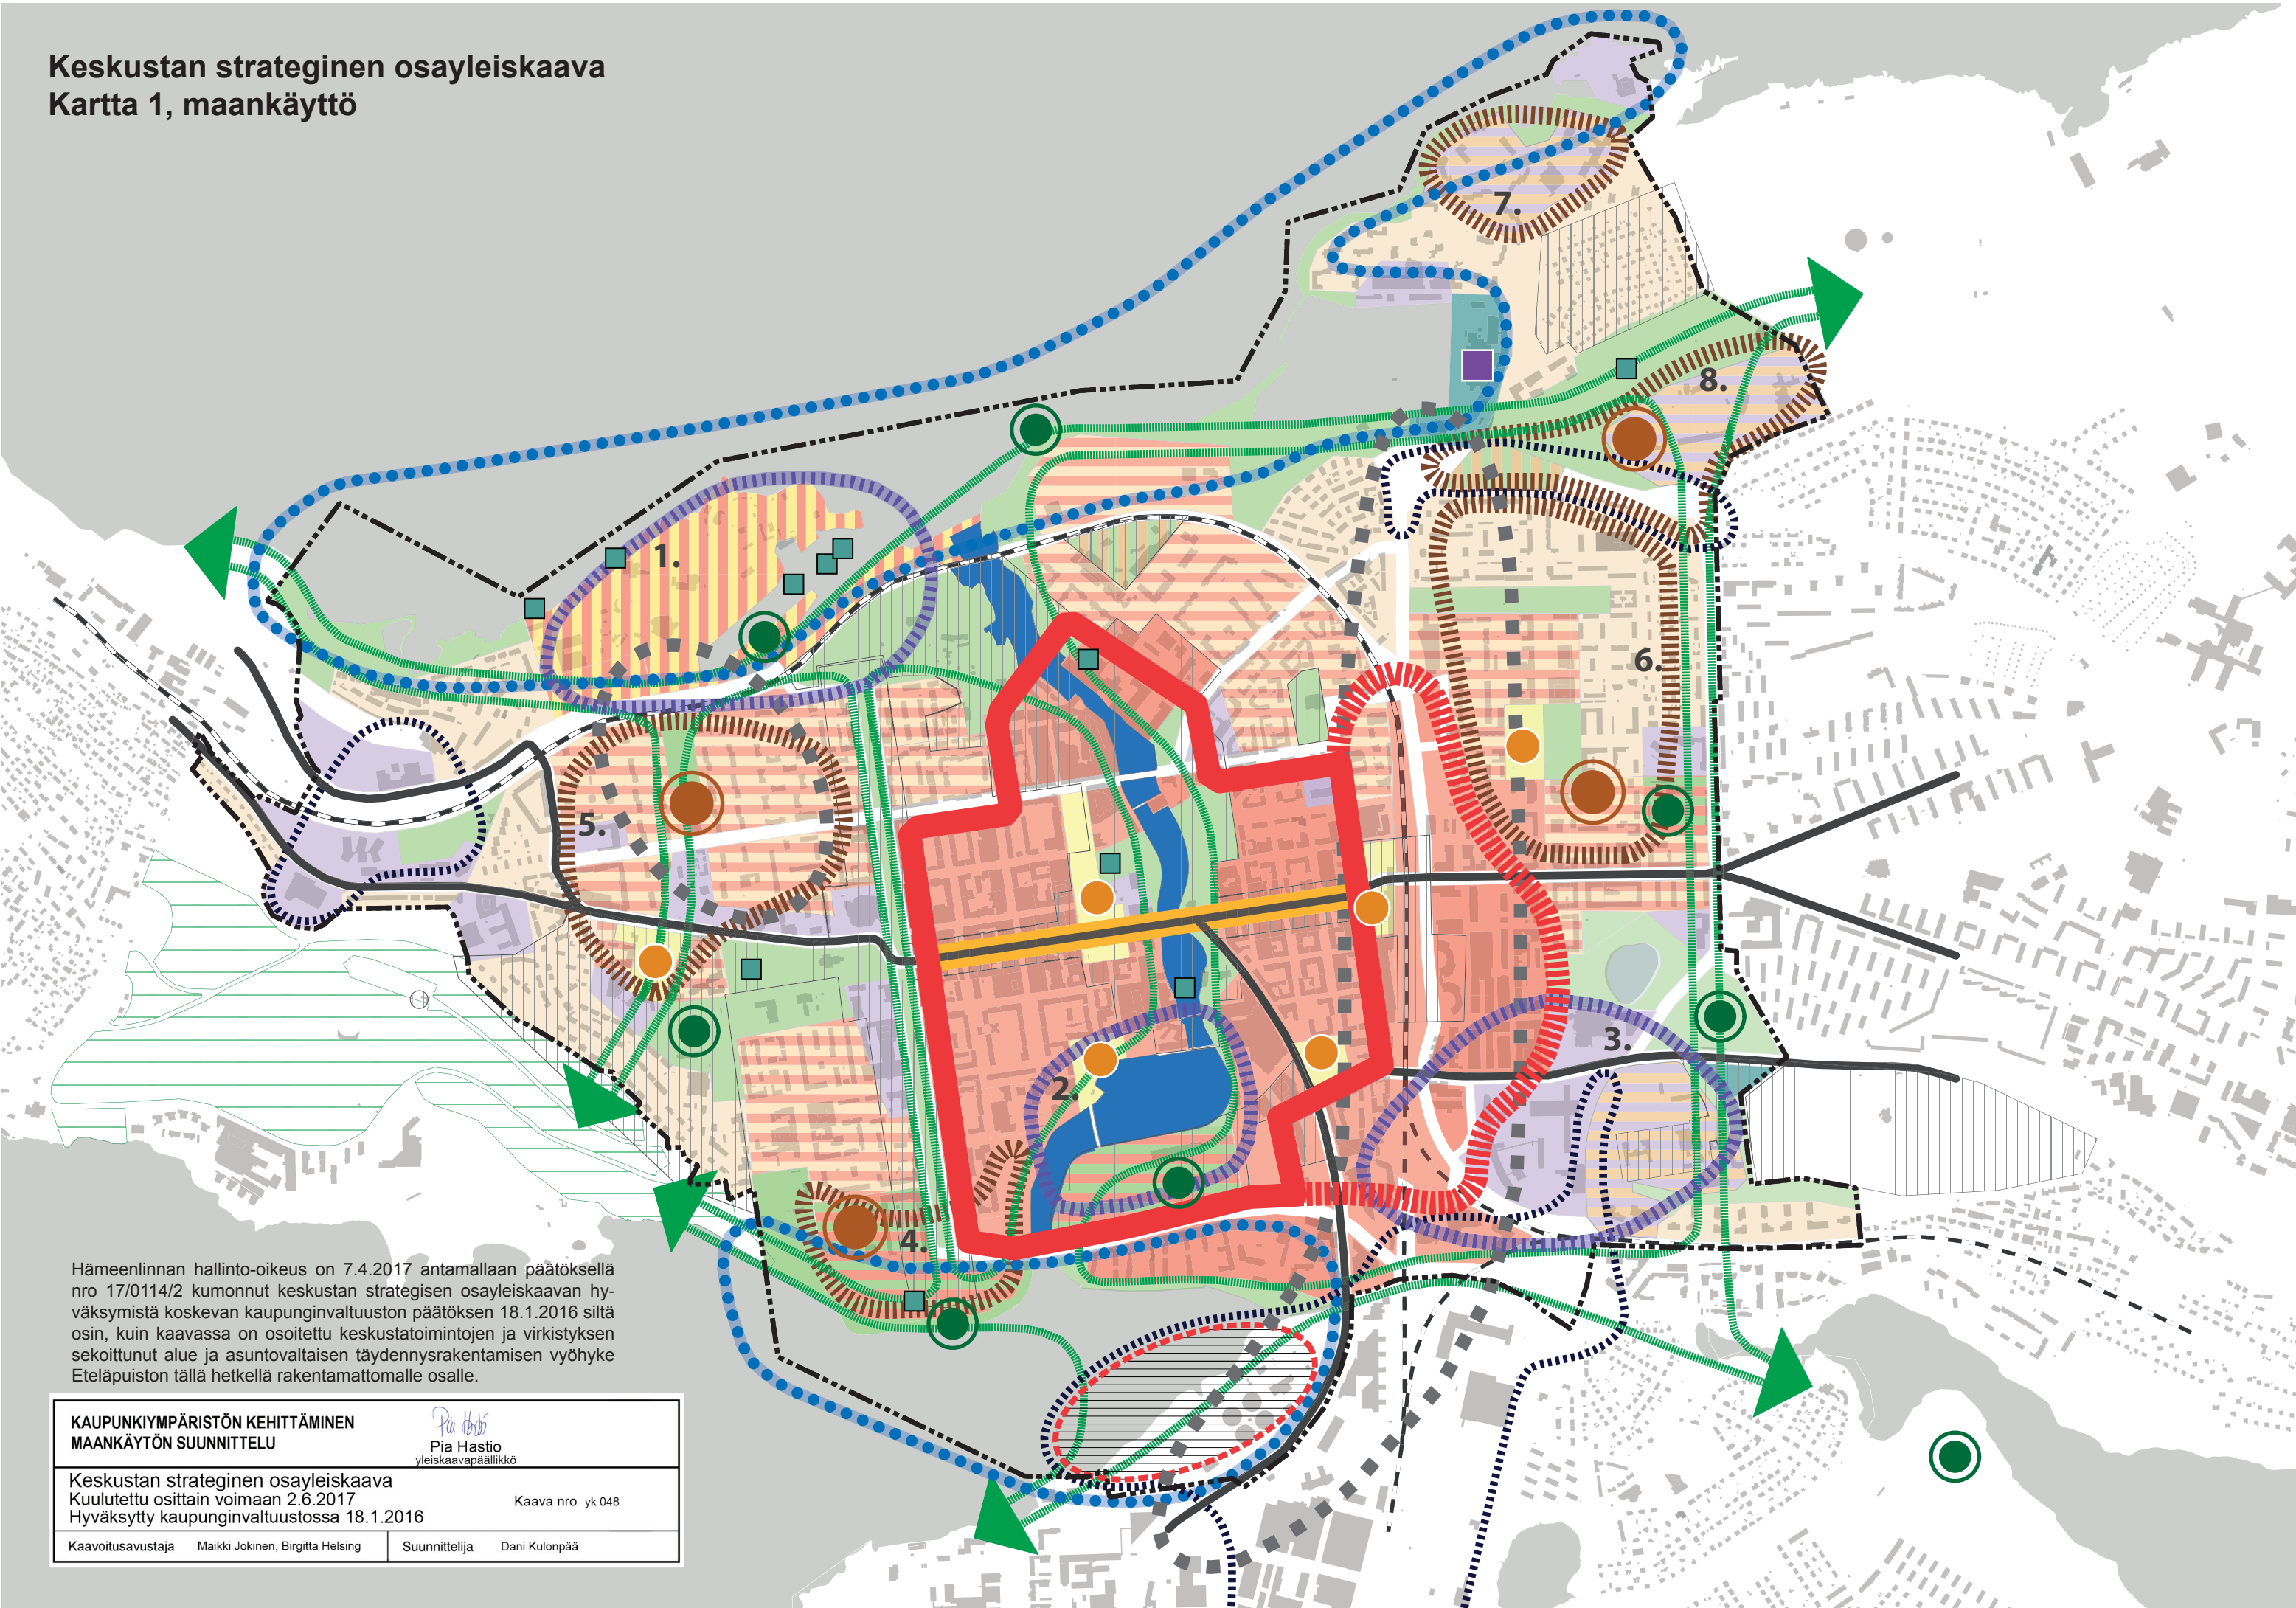 Keskustan strateginen osayleiskaava
Kartta 1, maankäyttö
7.
8.
1.
6.
5.
3.
2.
4.
Hämeenlinnan hallinto-oikeus on 7.4.2017 antamallaan päätöksellä
nro 17/0114/2 kumonnut keskustan strategisen osayleiskaavan hy-
väksymistä koskevan kaupunginvaltuuston päätöksen 18.1.2016 siltä
osin, kuin kaavassa on osoitettu keskustatoimintojen ja virkistyksen
sekoittunut alue ja asuntovaltaisen täydennysrakentamisen vyöhyke
Eteläpuiston tällä hetkellä rakentamattomalle osalle.
KAUPUNKIYMPÄRISTÖN KEHITTÄMINEN
MAANKÄYTÖN SUUNNITTELU
Pia Hastio
yleiskaavapäällikkö
Keskustan strateginen osayleiskaava
Kuulutettu osittain voimaan 2.6.2017
Kaava nro yk 048
Hyväksytty kaupunginvaltuustossa 18.1.2016
Kaavoitusavustaja Maikki Jokinen, Birgitta Helsing Suunnittelija Dani Kulonpää